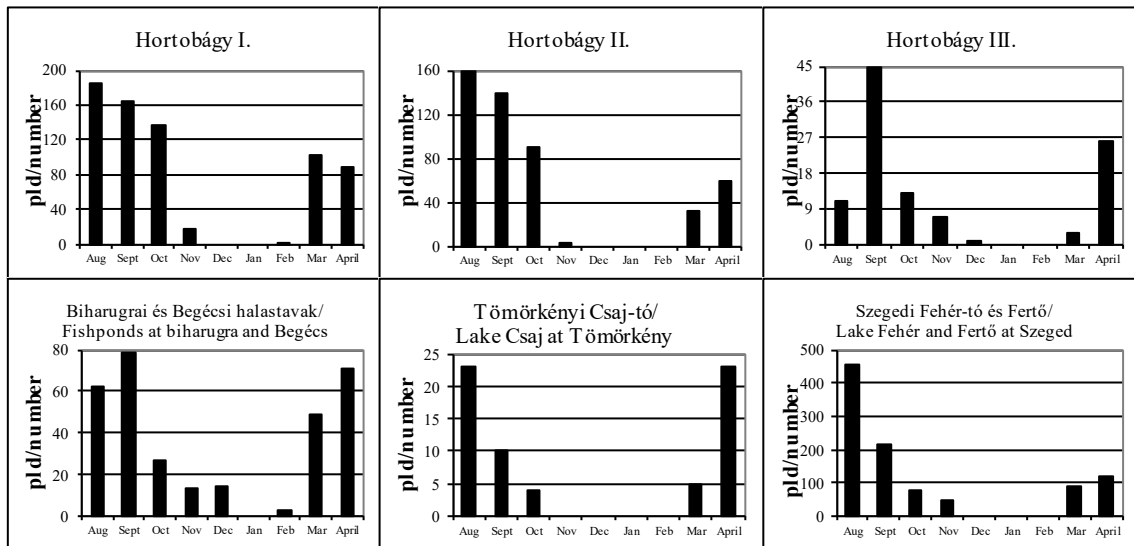 Hortobágy I.
pld/number
200
160
120
80
40
0
Aug Sept Oct Nov Dec Jan Feb Mar April
Hortobágy II.
pld/number
160
120
80
40
0
Aug Sept Oct Nov Dec Jan Feb Mar April
Hortobágy III.
pld/number
45
36
27
18
9
0
Aug Sept Oct Nov Dec Jan Feb Mar April
Biharugrai és Begécsi halastavak/
Fishponds at biharugra and Begécs
pld/number
80
60
40
20
0
Aug Sept Oct Nov Dec Jan Feb Mar April
Tömörkényi Csaj-tó/
Lake Csaj at Tömörkény
pld/number
25
20
15
10
5
0
Aug Sept Oct Nov Dec Jan Feb Mar April
Szegedi Fehér-tó és Fertő/
Lake Fehér and Fertő at Szeged
pld/number
500
400
300
200
100
0
Aug Sept Oct Nov Dec Jan Feb Mar April